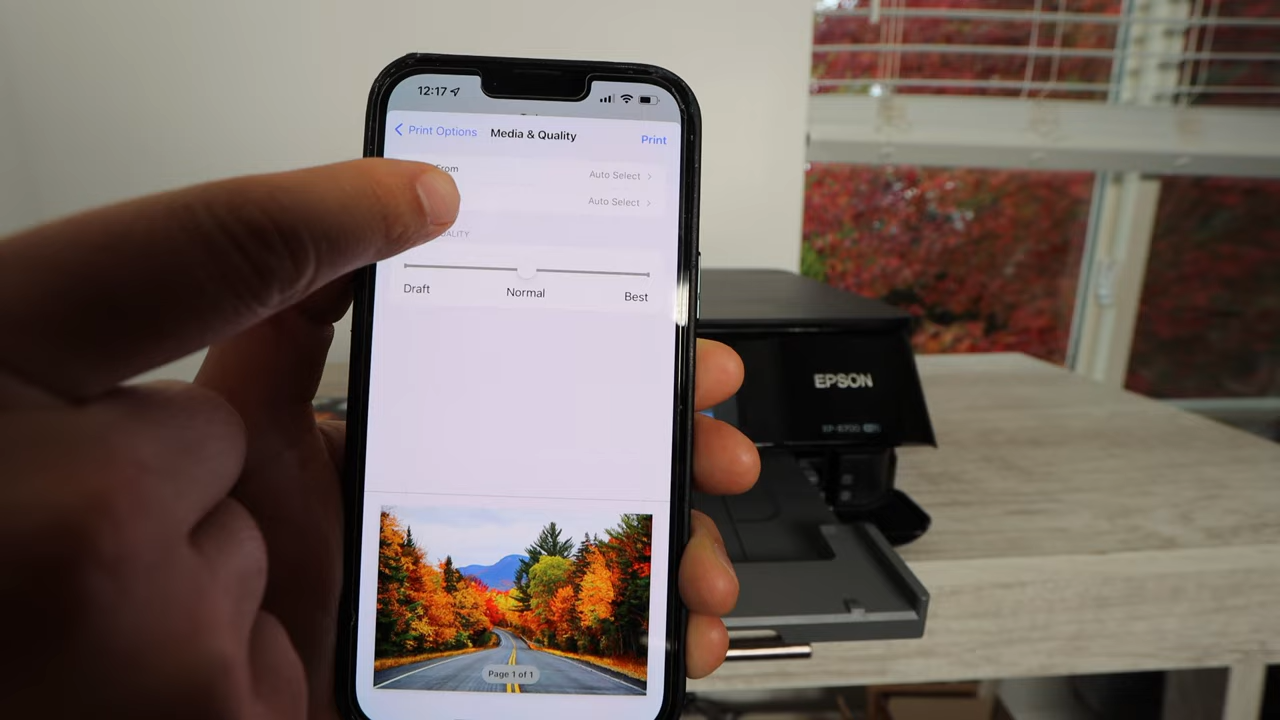 12:17
Print Options Media & Quality Print
From Auto Select
Auto Select
Draft Normal Best
Page 1 of 1
EPSON